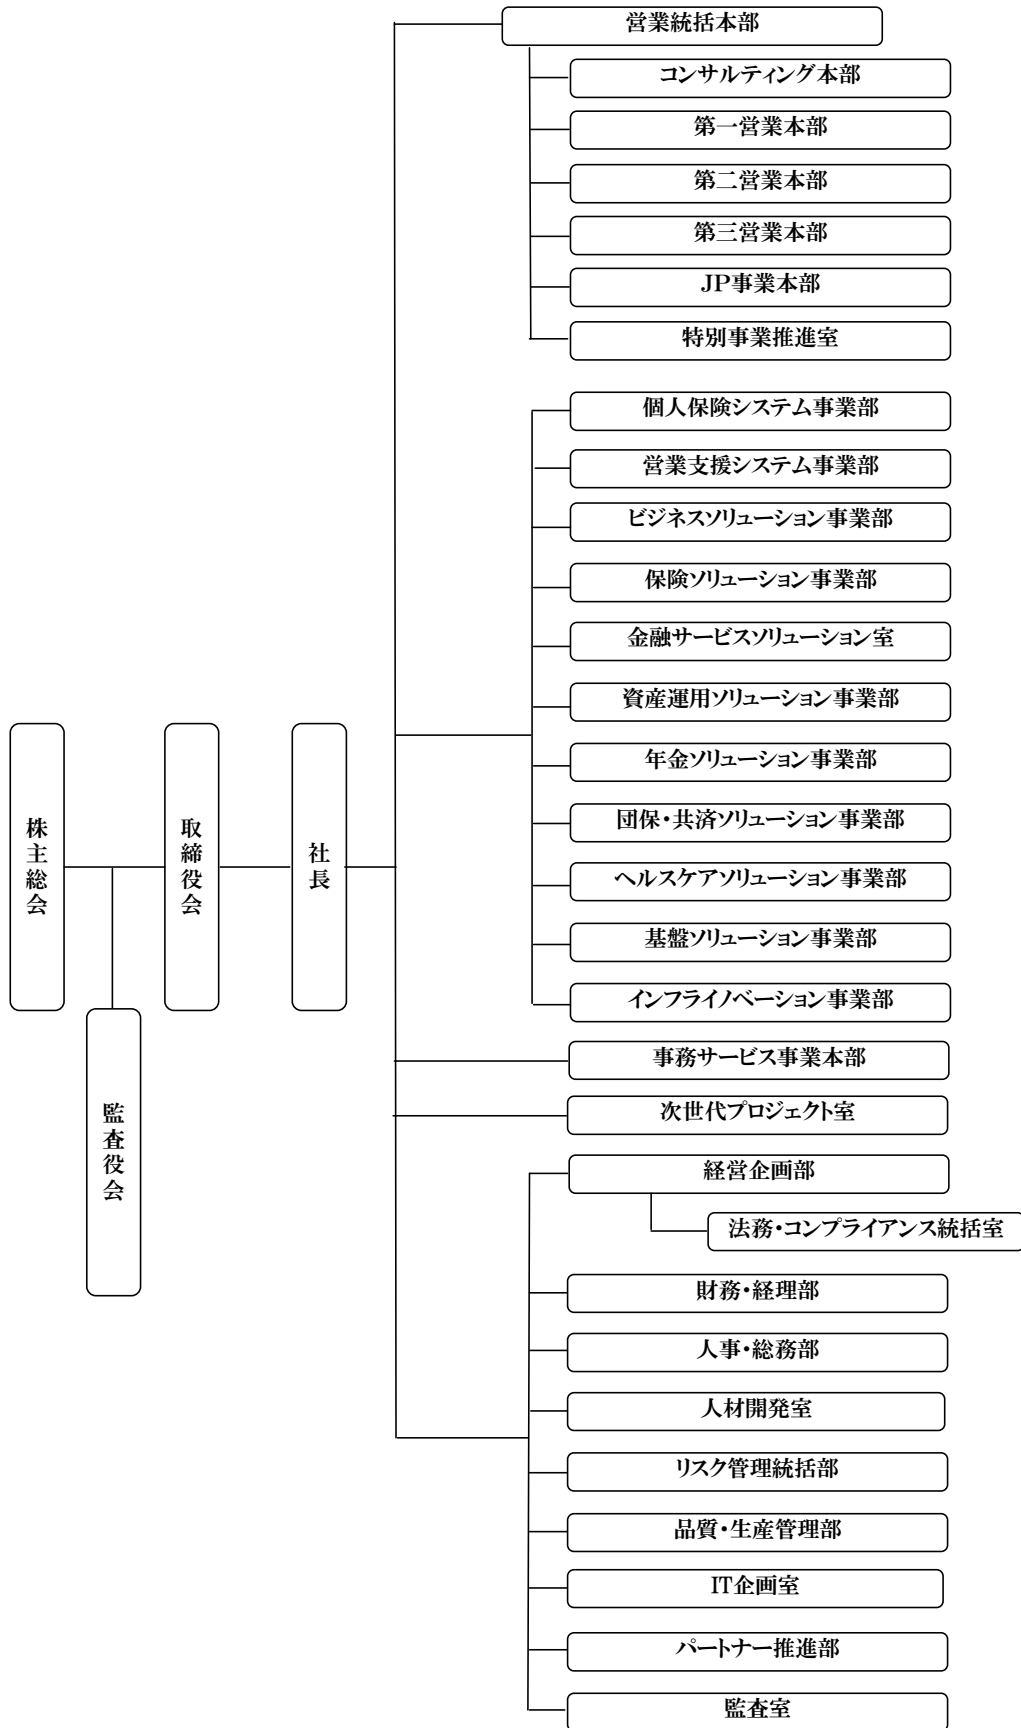 営業統括本部
コンサルティング本部
第一営業本部
第二営業本部
第三営業本部
JP事業本部
特別事業推進室
個人保険システム事業部
営業支援システム事業部
ビジネスソリューション事業部
保険ソリューション事業部
金融サービスソリューション室
資産運用ソリューション事業部
年金ソリューション事業部
団保・共済ソリューション事業部
ヘルスケアソリューション事業部
基盤ソリューション事業部
インフライノベーション事業部
株主総会
取締役会
社長
監査役会
事務サービス事業本部
次世代プロジェクト室
経営企画部
法務・コンプライアンス統括室
財務・経理部
人事・総務部
人材開発室
リスク管理統括部
品質・生産管理部
IT企画室
パートナー推進部
監査室